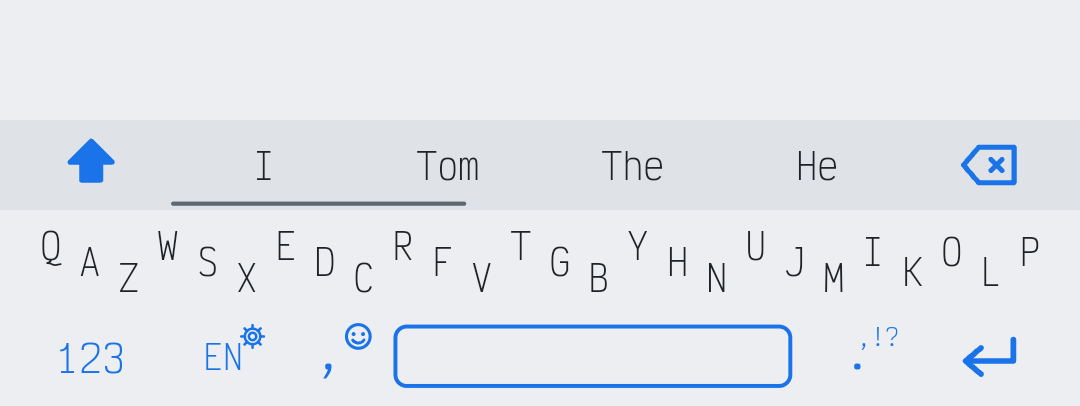 I Tom The He
Q A Z W S X E D C R F V T G B Y H N U J M I K O L P
123 EN , . ,!?